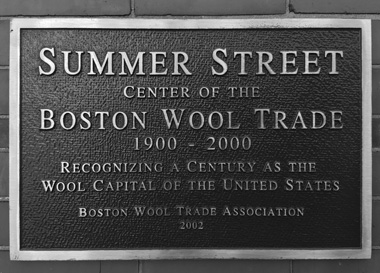 SUMMER STREET
CENTER OF THE
BOSTON WOOL TRADE
1900 - 2000
RECOGNIZING A CENTURY AS THE
WOOL CAPITAL OF THE UNITED STATES
BOSTON WOOL TRADE ASSOCIATION
2002